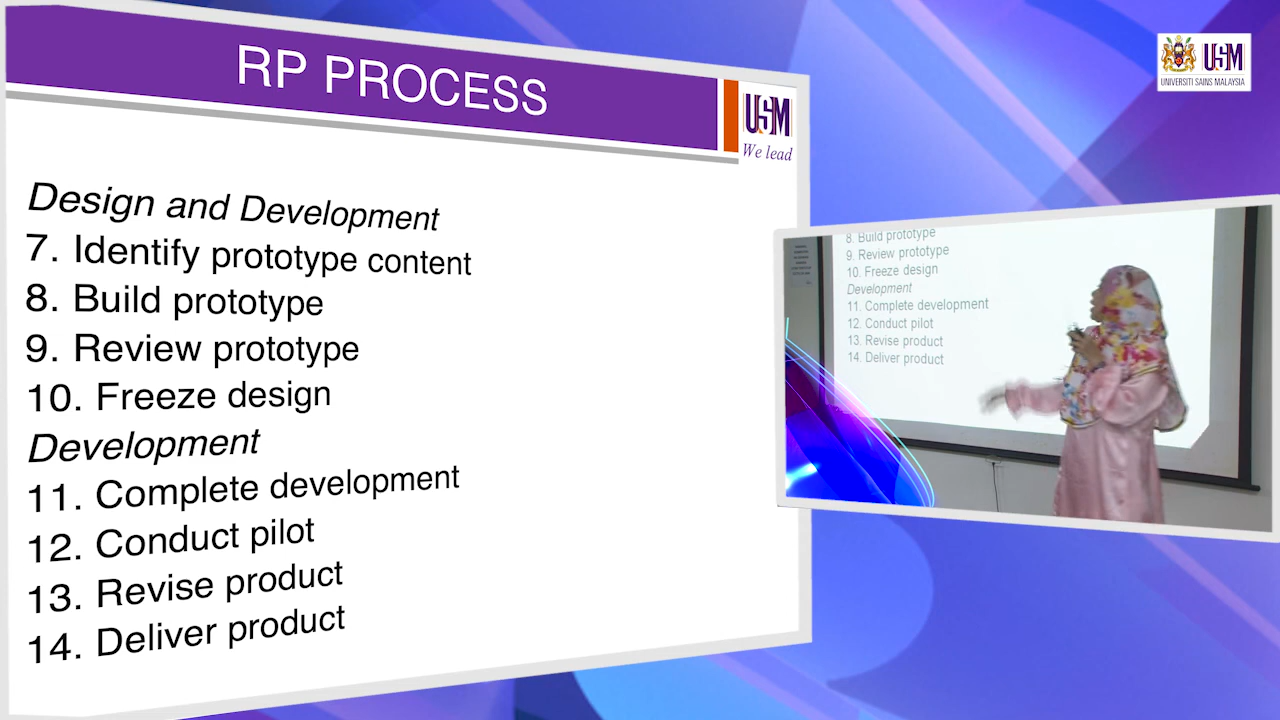 RP PROCESS
USM
We lead
Design and Development
7. Identify prototype content
8. Build prototype
9. Review prototype
10. Freeze design
Development
11. Complete development
12. Conduct pilot
13. Revise product
14. Deliver product
USM
UNIVERSITI SAINS MALAYSIA
8. Build prototype
9. Review prototype
10. Freeze design
Development
11. Complete development
12. Conduct pilot
13. Revise product
14. Deliver product